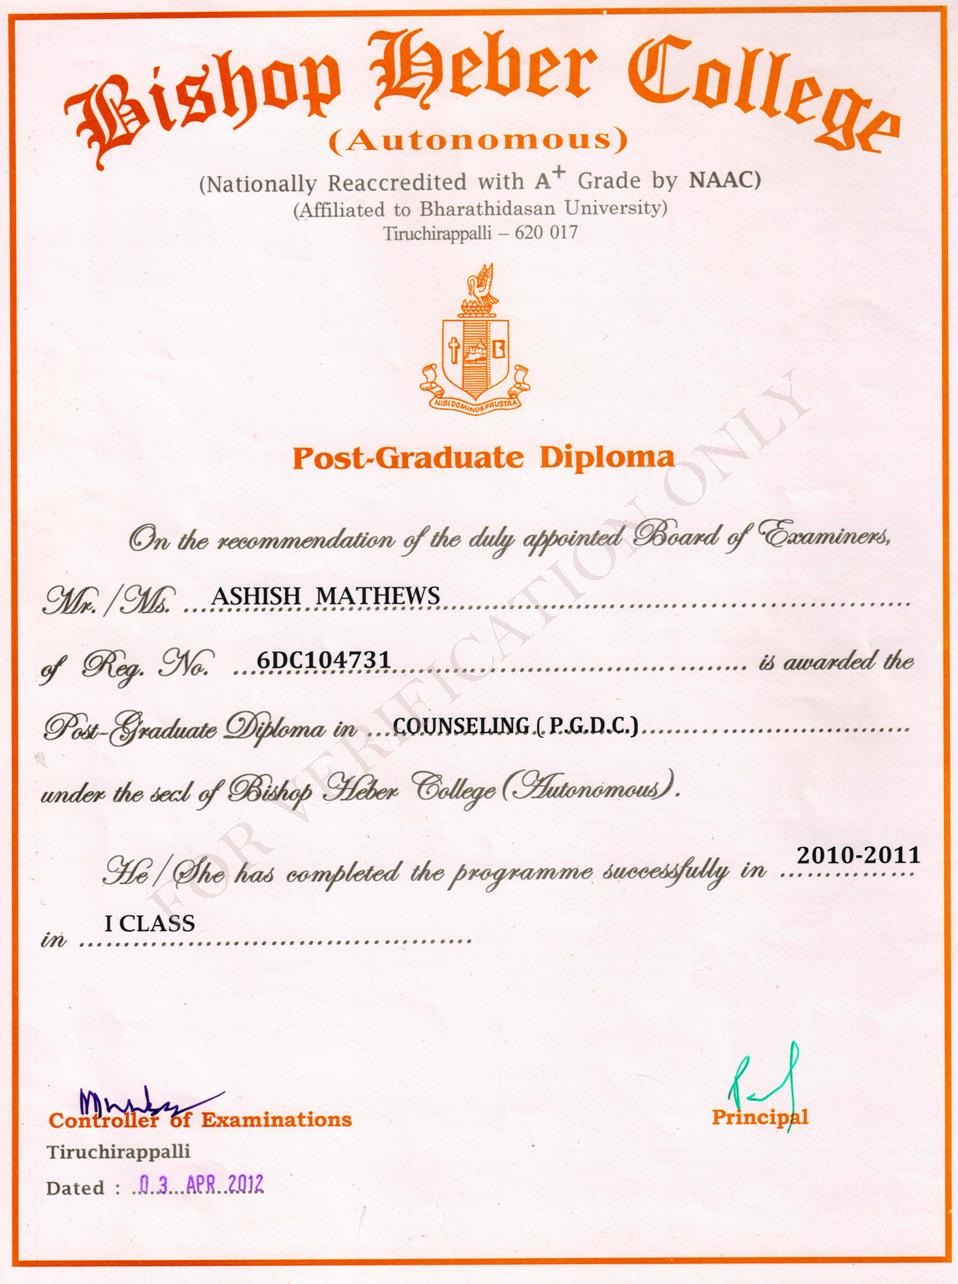 Bishop Heber College
(Autonomous)
(Nationally Reaccredited with A+ Grade by NAAC)
(Affiliated to Bharathidasan University)
Tiruchirappalli – 620 017
NISI DOMINUS FRUSTRA
Post-Graduate Diploma
On the recommendation of the duly appointed Board of Examiners,
Mr. / Ms. ...ASHISH MATHEWS...
of Reg. No. ...6DC104731... is awarded the
Post-Graduate Diploma in ...COUNSELING ( P.G.D.C.)...
under the seal of Bishop Heber College (Autonomous).
He / She has completed the programme successfully in 2010-2011
in I CLASS
FOR VERIFICATION ONLY
Controller of Examinations
Principal
Tiruchirappalli
Dated : 03 APR 2012